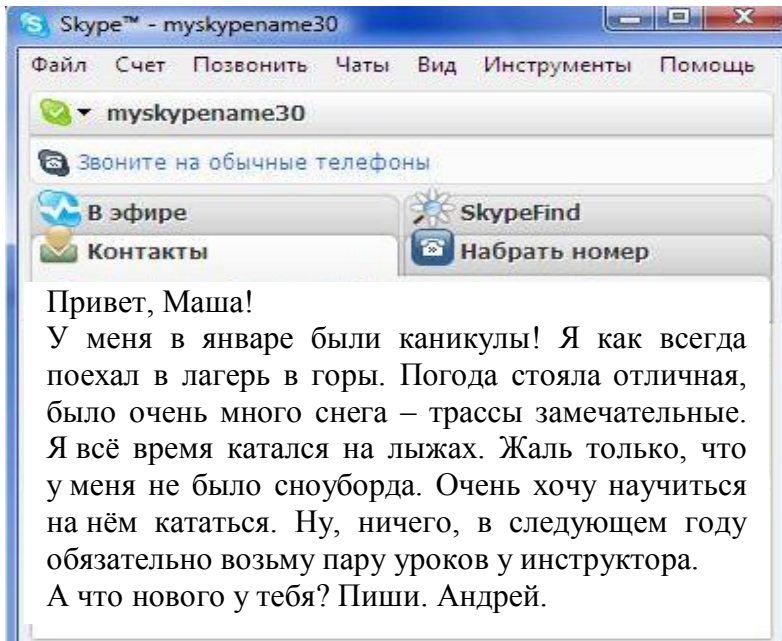 Skype™ - myskypename30
Файл Счет Позвонить Чаты Вид Инструменты Помощь
myskypename30
Звоните на обычные телефоны
В эфире SkypeFind
Контакты Набрать номер
Привет, Маша!
У меня в январе были каникулы! Я как всегда
поехал в лагерь в горы. Погода стояла отличная,
было очень много снега – трассы замечательные.
Я всё время катался на лыжах. Жаль только, что
у меня не было сноуборда. Очень хочу научиться
на нём кататься. Ну, ничего, в следующем году
обязательно возьму пару уроков у инструктора.
А что нового у тебя? Пиши. Андрей.